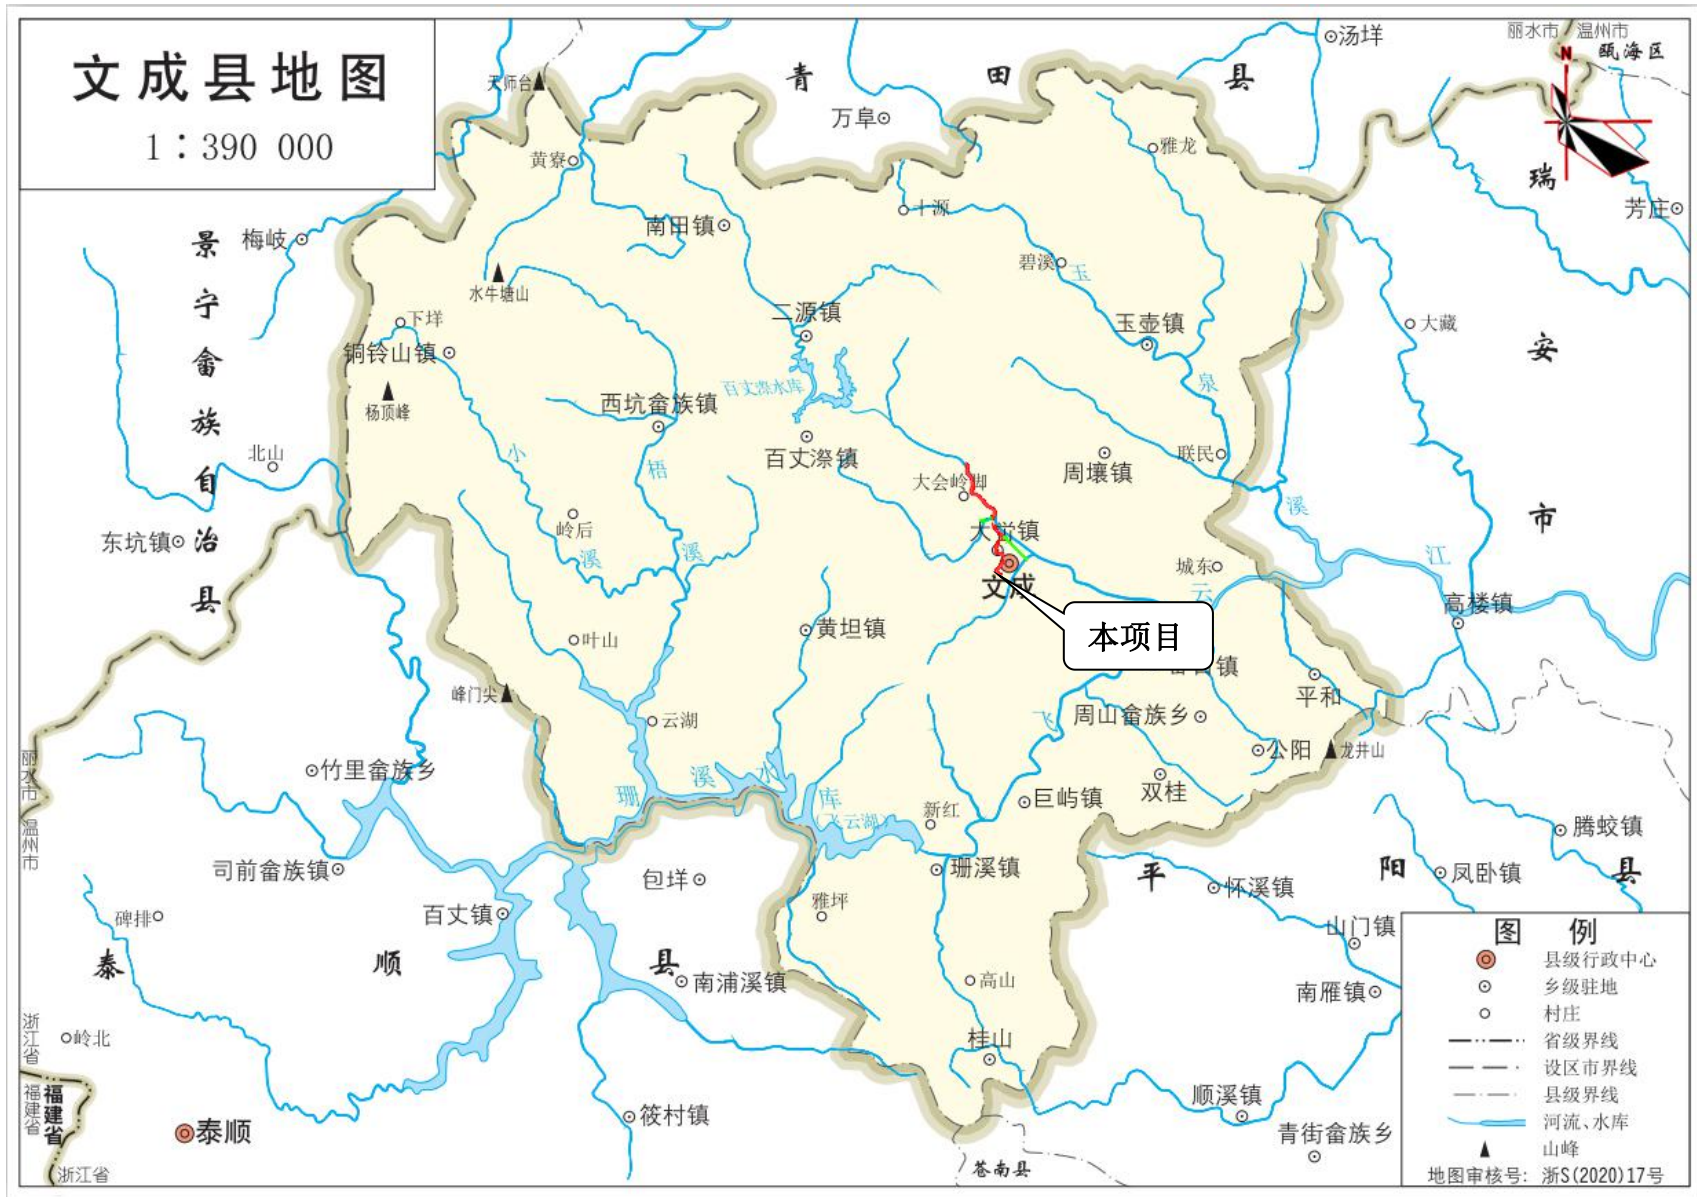 文成县地图
1：390 000
丽水市
温州市
瓯海区
N
汤垟
青田县
天师台
万阜
黄寮
雅龙
瑞安市
芳庄
景宁畲族自治县
梅岐
南田镇
十源
碧溪
玉泉溪
水牛塘山
二源镇
玉壶镇
大藏
下垟
铜铃山镇
百丈漈水库
杨顶峰
西坑畲族镇
百丈漈镇
周壤镇
联民
北山
小溪
梧溪
大会岭脚
岭后
东坑镇
镇
城东
江
文成
云
高楼镇
本项目
叶山
黄坦镇
镇
平和
峰门尖
云湖
飞
周山畲族乡
公阳
龙井山
丽水市
温州市
竹里畲族乡
珊溪水库
（飞云湖）
双桂
巨屿镇
新红
腾蛟镇
司前畲族镇
包垟
珊溪镇
平阳县
怀溪镇
凤卧镇
雅坪
碑排
百丈镇
山门镇
泰顺县
南浦溪镇
高山
南雁镇
浙江省
岭北
桂山
福建省
福建省
泰顺
筱村镇
顺溪镇
青街畲族乡
浙江省
苍南县
图例
县级行政中心
乡级驻地
村庄
省级界线
设区市界线
县级界线
河流、水库
山峰
地图审核号：浙S(2020)17号